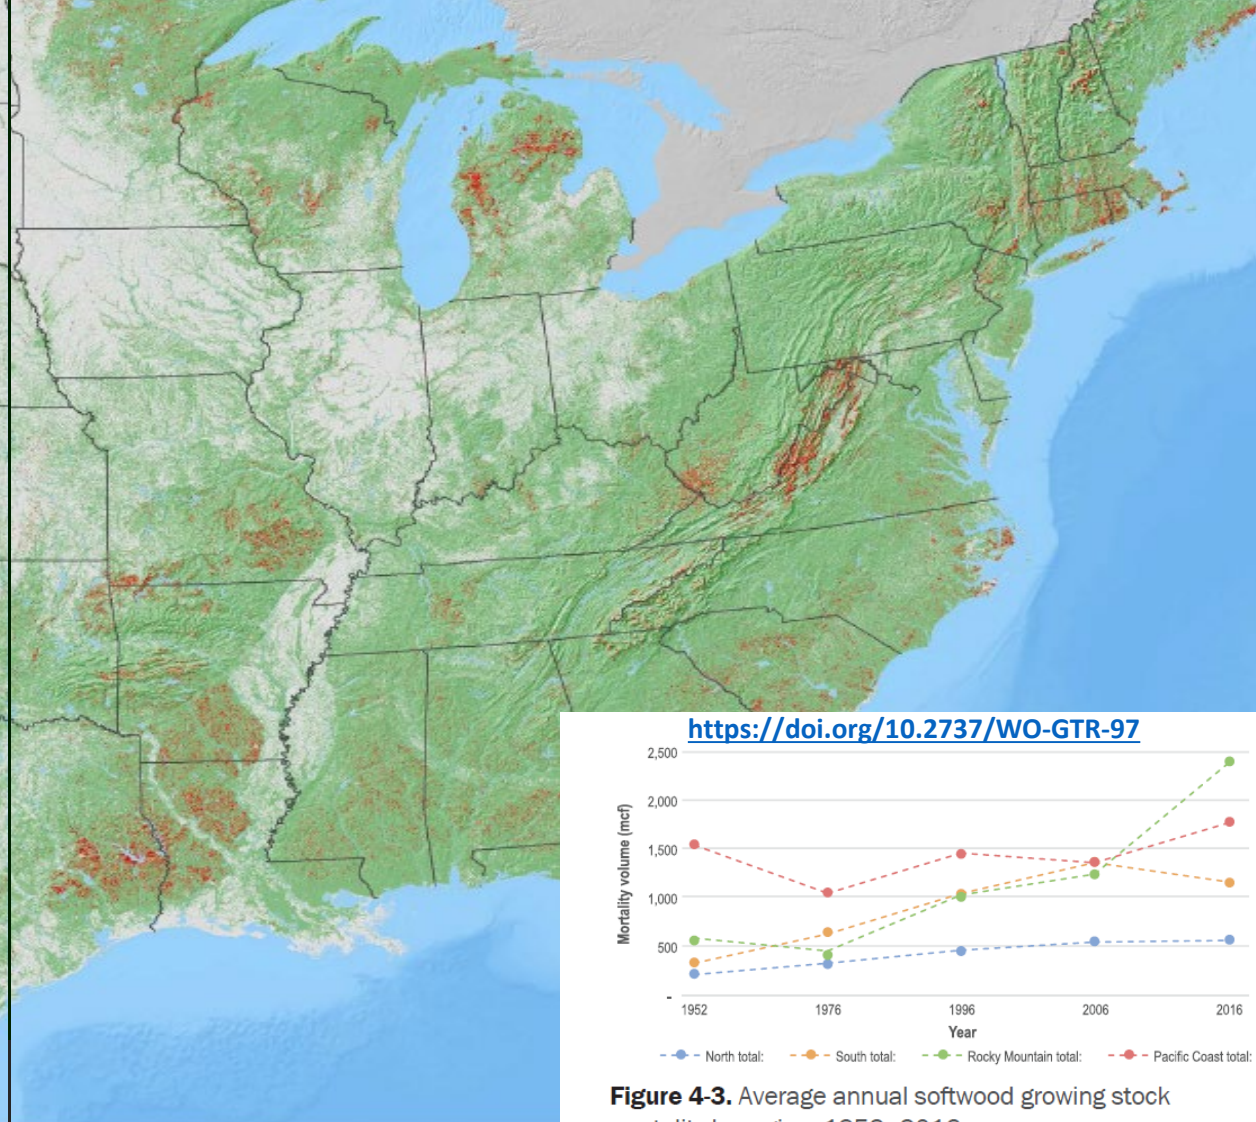 https://doi.org/10.2737/WO-GTR-97
2,500
2,000
1,500
1,000
500
-
Mortality volume (mcf)
1952 1976 1996 2006 2016
Year
North total: South total: Rocky Mountain total: Pacific Coast total:
Figure 4-3. Average annual softwood growing stock